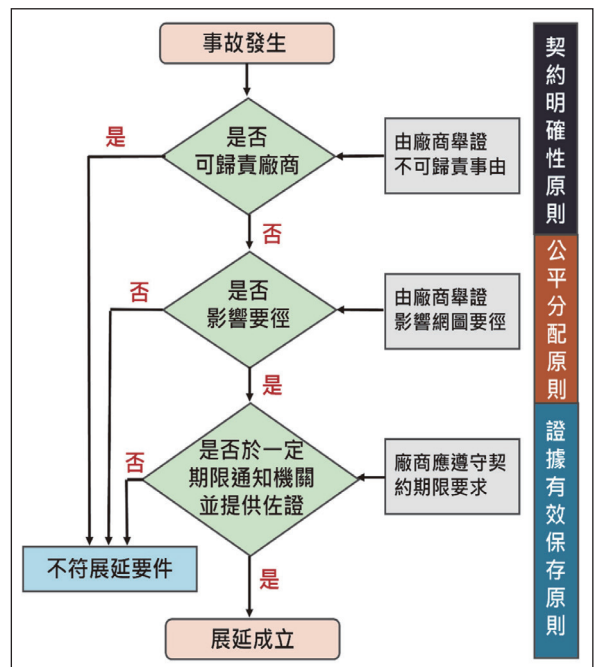 事故發生
是否
可歸責廠商
是
由廠商舉證
不可歸責事由
否
是否
影響要徑
否
由廠商舉證
影響網圖要徑
是
是否於一定
期限通知機關
並提供佐證
否
廠商應遵守契
約期限要求
不符展延要件
是
展延成立
契約明確性原則
公平分配原則
證據有效保存原則